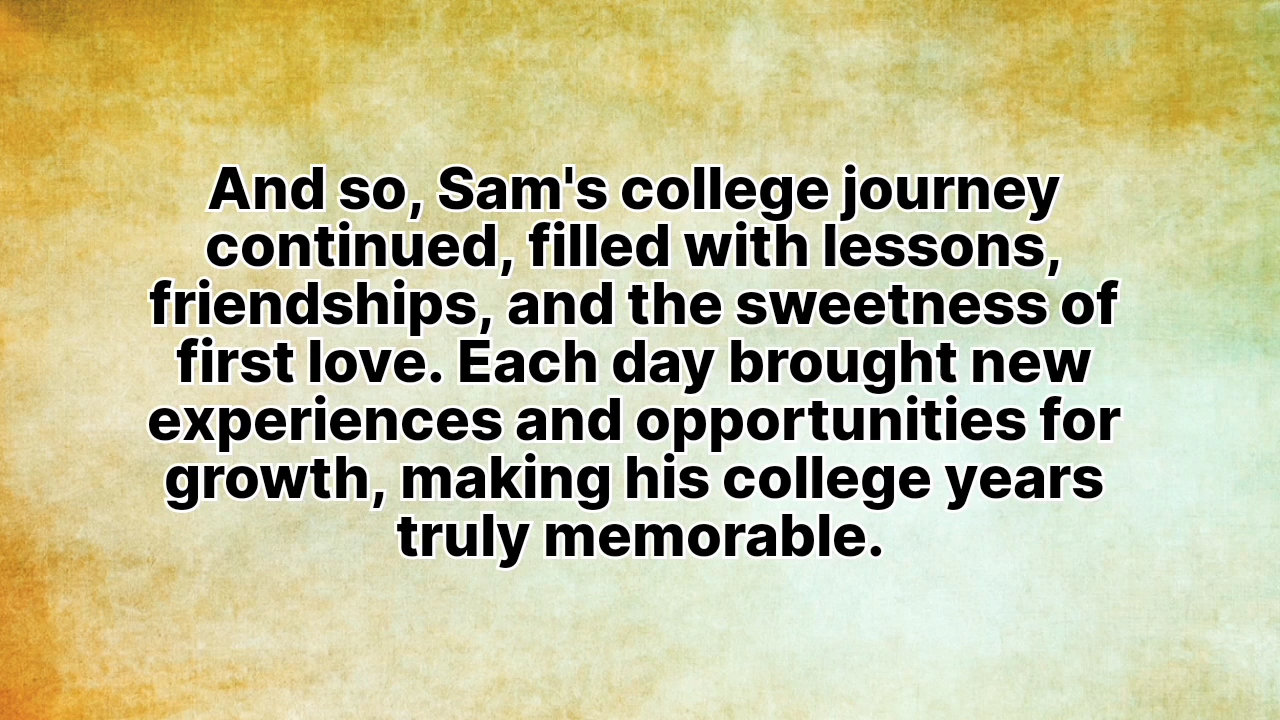 And so, Sam's college journey
continued, filled with lessons,
friendships, and the sweetness of
first love. Each day brought new
experiences and opportunities for
growth, making his college years
truly memorable.